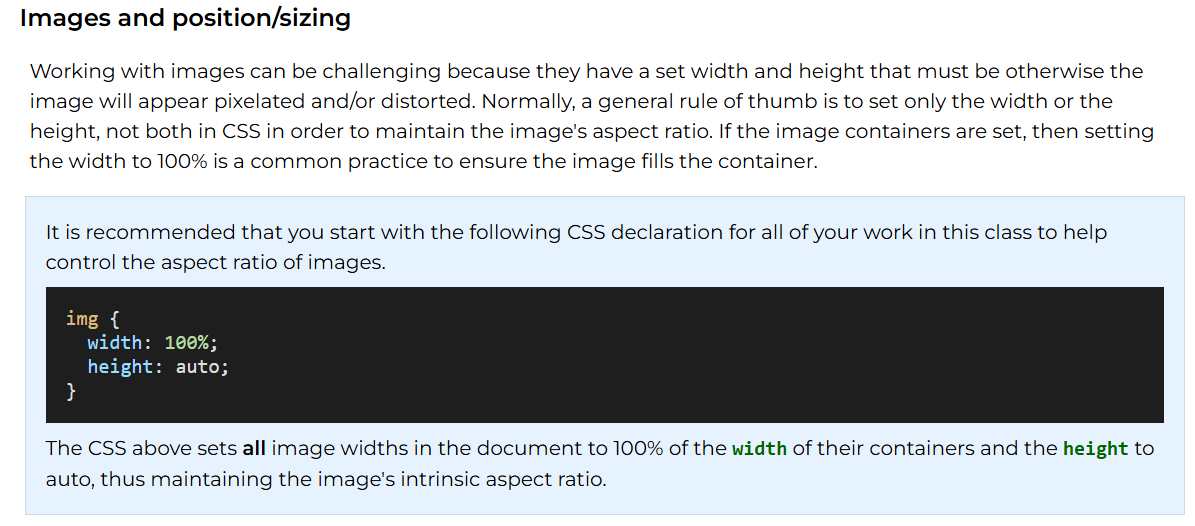 Images and position/sizing
Working with images can be challenging because they have a set width and height that must be otherwise the
image will appear pixelated and/or distorted. Normally, a general rule of thumb is to set only the width or the
height, not both in CSS in order to maintain the image's aspect ratio. If the image containers are set, then setting
the width to 100% is a common practice to ensure the image fills the container.
It is recommended that you start with the following CSS declaration for all of your work in this class to help
control the aspect ratio of images.
img {
  width: 100%;
  height: auto;
}
The CSS above sets all image widths in the document to 100% of the width of their containers and the height to
auto, thus maintaining the image's intrinsic aspect ratio.